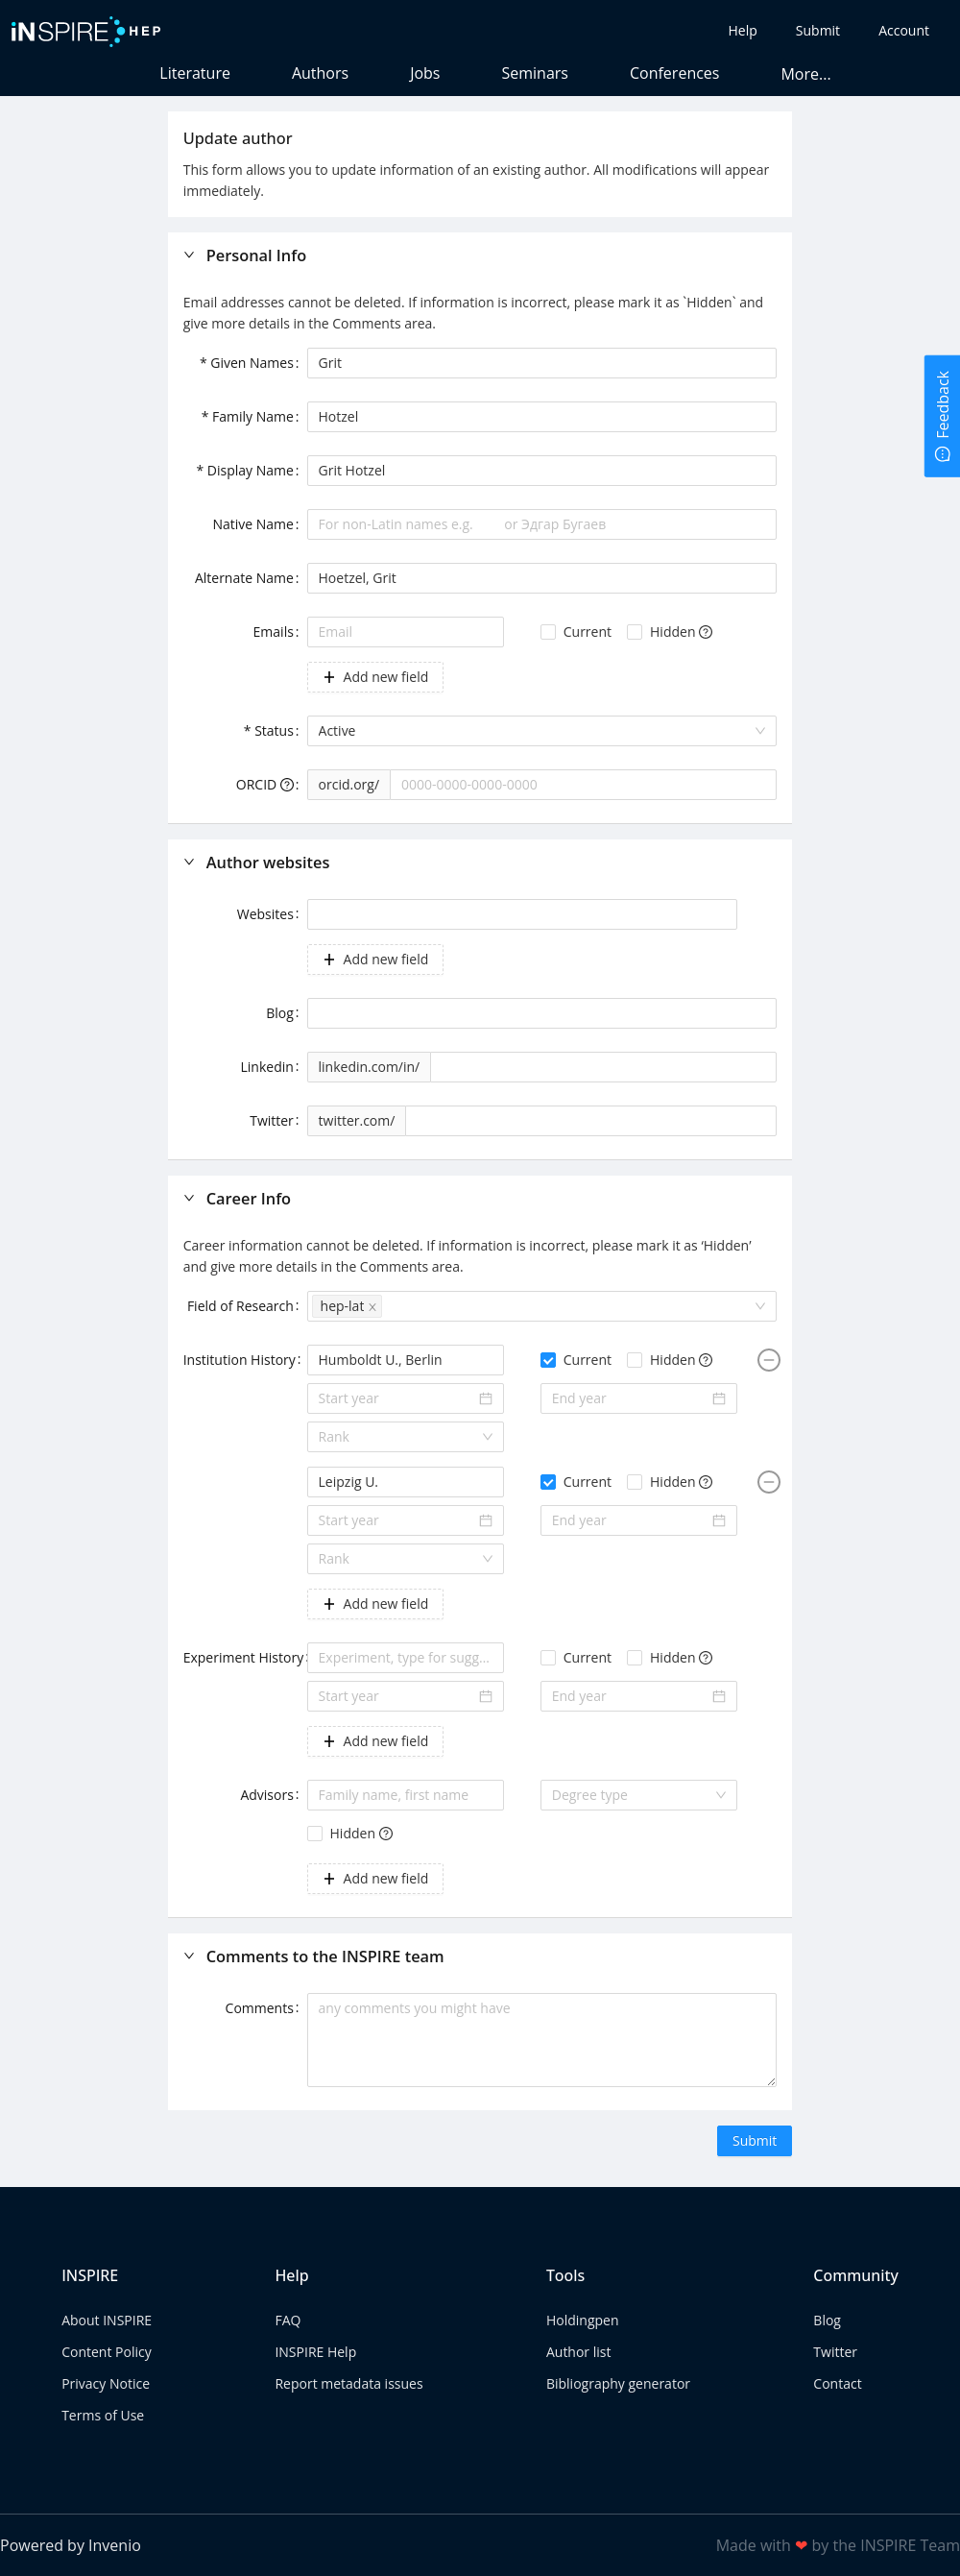 iNSPIRE HEP
Help Submit Account
Literature Authors Jobs Seminars Conferences More...
Update author
This form allows you to update information of an existing author. All modifications will appear
immediately.
Personal Info
Email addresses cannot be deleted. If information is incorrect, please mark it as `Hidden` and
give more details in the Comments area.
* Given Names: Grit
* Family Name: Hotzel
* Display Name: Grit Hotzel
Native Name: For non-Latin names e.g. or Эдгар Бугаев
Alternate Name: Hoetzel, Grit
Emails: Email Current Hidden
+ Add new field
* Status: Active
ORCID : orcid.org/ 0000-0000-0000-0000
Feedback
Author websites
Websites:
+ Add new field
Blog:
Linkedin: linkedin.com/in/
Twitter: twitter.com/
Career Info
Career information cannot be deleted. If information is incorrect, please mark it as ‘Hidden’
and give more details in the Comments area.
Field of Research: hep-lat
Institution History: Humboldt U., Berlin Current Hidden
Start year End year
Rank
Leipzig U. Current Hidden
Start year End year
Rank
+ Add new field
Experiment History: Experiment, type for sugg... Current Hidden
Start year End year
+ Add new field
Advisors: Family name, first name Degree type
Hidden
+ Add new field
Comments to the INSPIRE team
Comments: any comments you might have
Submit
INSPIRE Help Tools Community
About INSPIRE FAQ Holdingpen Blog
Content Policy INSPIRE Help Author list Twitter
Privacy Notice Report metadata issues Bibliography generator Contact
Terms of Use
Powered by Invenio Made with ❤ by the INSPIRE Team